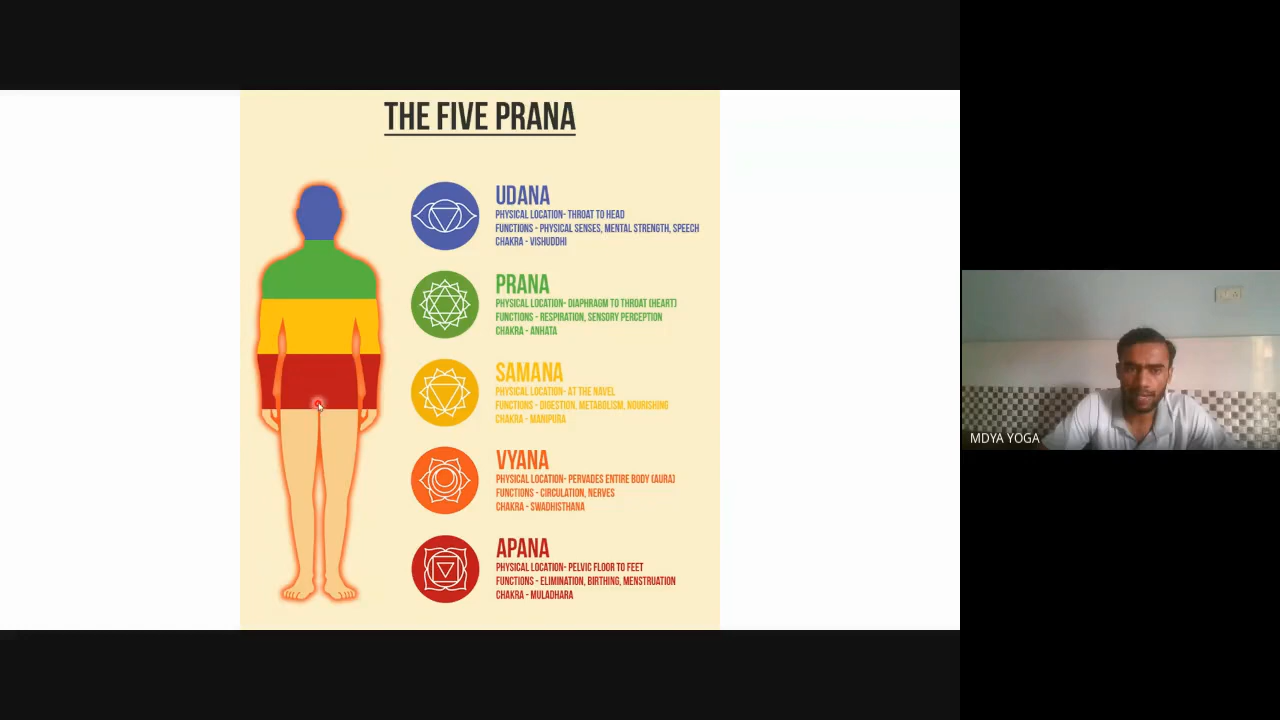 THE FIVE PRANA
UDANA
PHYSICAL LOCATION- THROAT TO HEAD
FUNCTIONS - PHYSICAL SENSES, MENTAL STRENGTH, SPEECH
CHAKRA - VISHUDDHI
PRANA
PHYSICAL LOCATION- DIAPHRAGM TO THROAT (HEART)
FUNCTIONS - RESPIRATION, SENSORY PERCEPTION
CHAKRA - ANHATA
SAMANA
PHYSICAL LOCATION- AT THE NAVEL
FUNCTIONS - DIGESTION, METABOLISM, NOURISHING
CHAKRA - MANIPURA
VYANA
PHYSICAL LOCATION- PERVADES ENTIRE BODY (AURA)
FUNCTIONS - CIRCULATION, NERVES
CHAKRA - SWADHISTHANA
APANA
PHYSICAL LOCATION- PELVIC FLOOR TO FEET
FUNCTIONS - ELIMINATION, BIRTHING, MENSTRUATION
CHAKRA - MULADHARA
MDYA YOGA